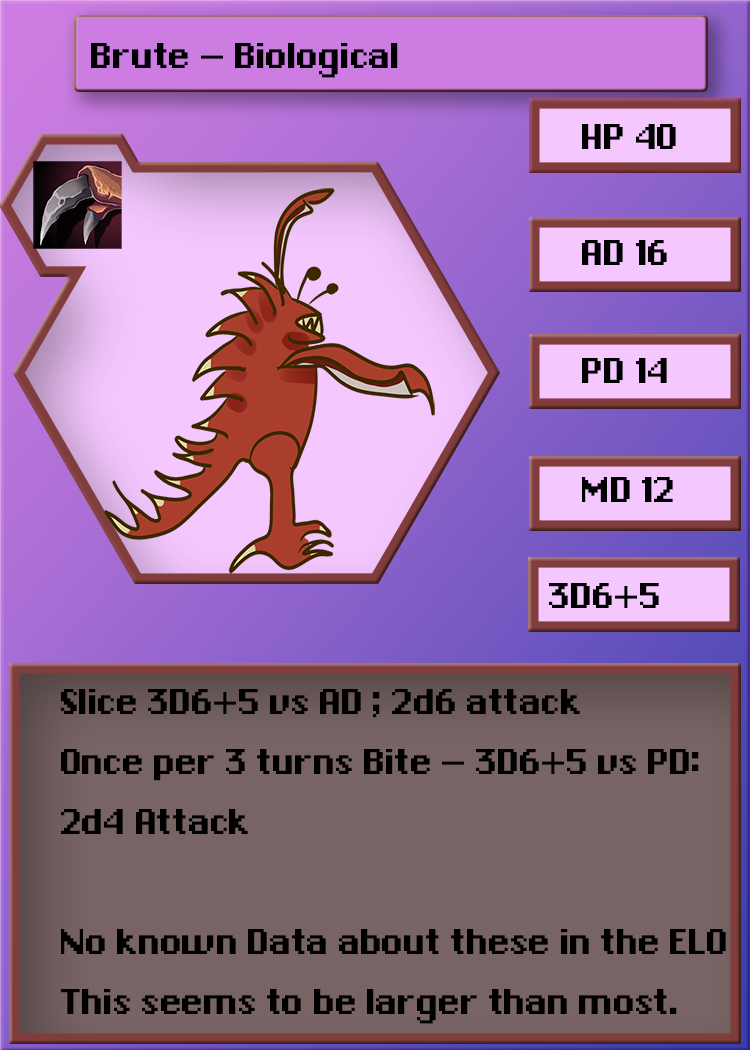 Brute – Biological
HP 40
AD 16
PD 14
MD 12
3D6+5
Slice 3D6+5 vs AD ; 2d6 attack
Once per 3 turns Bite – 3D6+5 vs PD:
2d4 Attack
No known Data about these in the ELO
This seems to be larger than most.